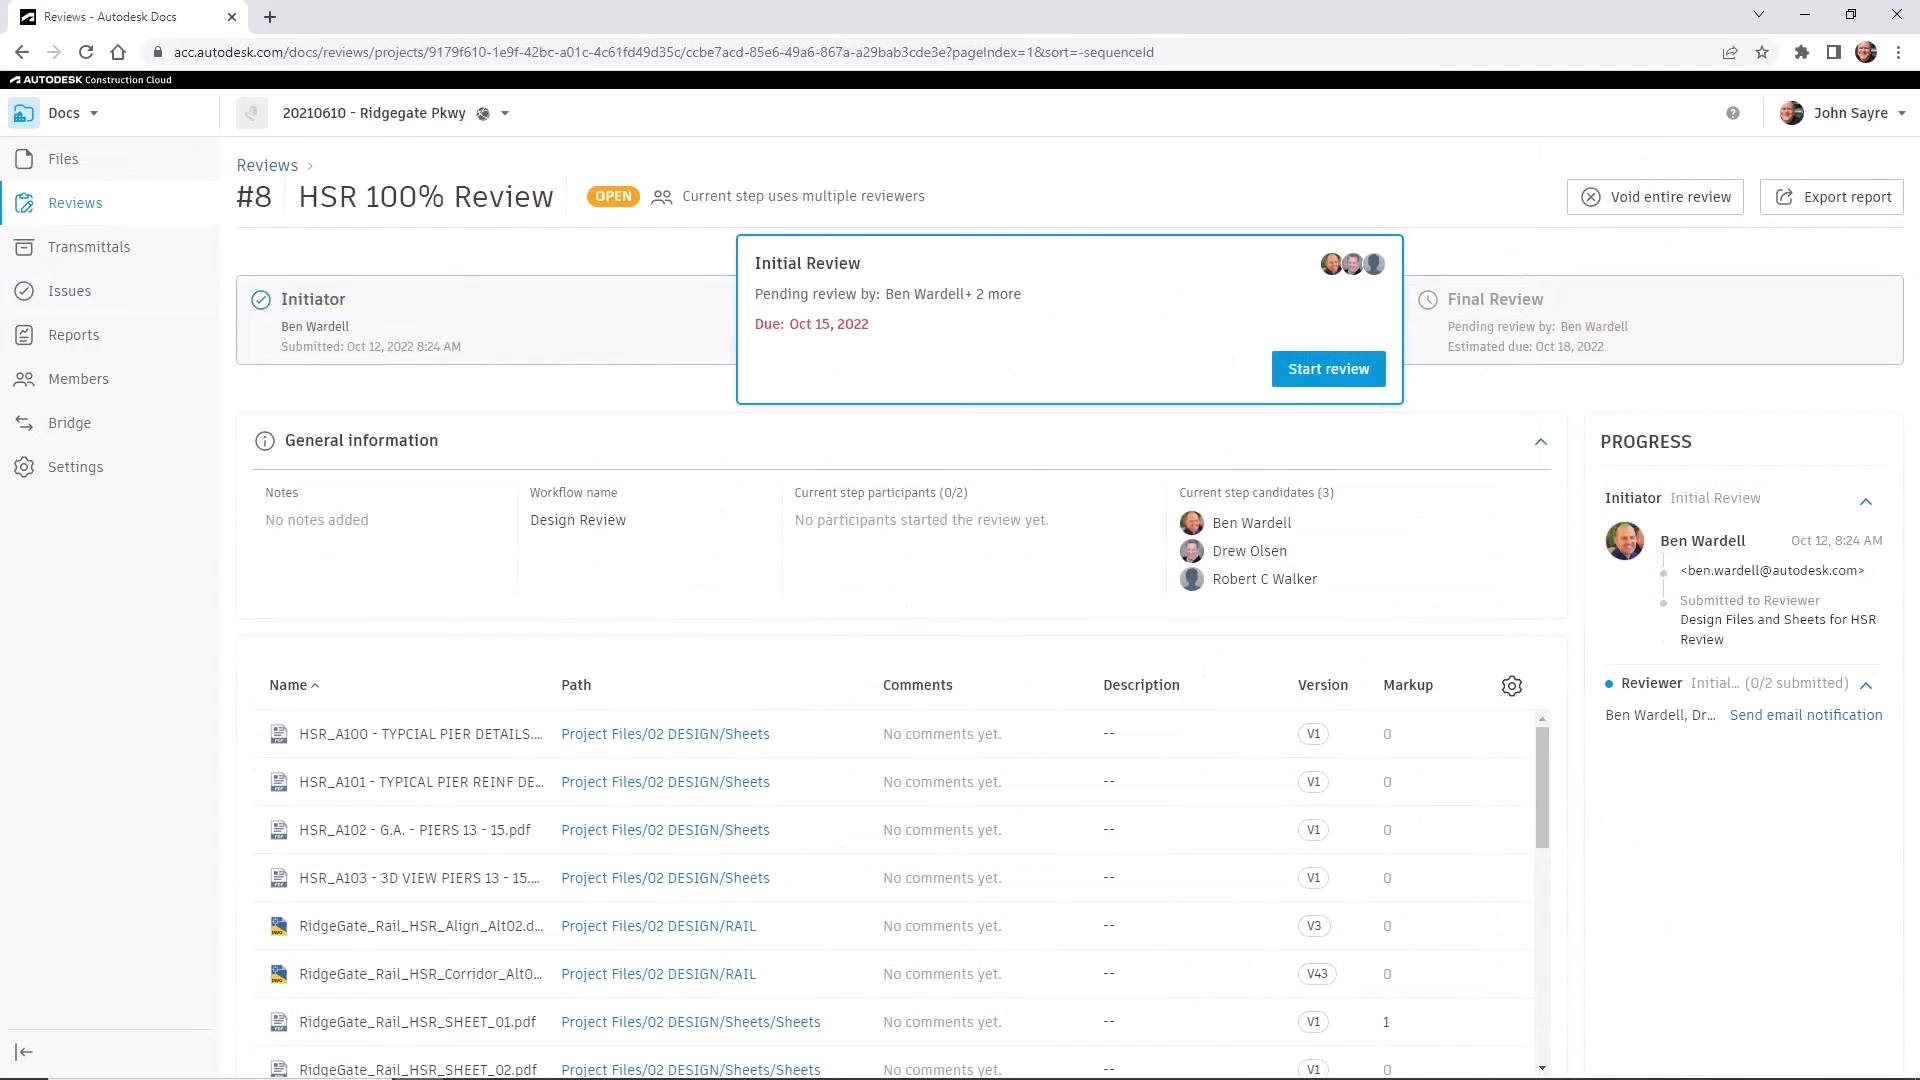 Reviews - Autodesk Docs
acc.autodesk.com/docs/reviews/projects/9179f610-1e9f-42bc-a01c-4c61fd49d35c/ccbe7acd-85e6-49a6-867a-a29bab3cde3e?pageIndex=1&sort=-sequenceId
AUTODESK Construction Cloud
Docs
20210610 - Ridgegate Pkwy
John Sayre
Files
Reviews
Transmittals
Issues
Reports
Members
Bridge
Settings
Reviews >
#8 HSR 100% Review OPEN Current step uses multiple reviewers
Void entire review
Export report
Initiator
Ben Wardell
Submitted: Oct 12, 2022 8:24 AM
Initial Review
Pending review by: Ben Wardell+ 2 more
Due: Oct 15, 2022
Start review
Final Review
Pending review by: Ben Wardell
Estimated due: Oct 18, 2022
General information
Notes
No notes added
Workflow name
Design Review
Current step participants (0/2)
No participants started the review yet.
Current step candidates (3)
Ben Wardell
Drew Olsen
Robert C Walker
Name Path Comments Description Version Markup
HSR_A100 - TYPCIAL PIER DETAILS.... Project Files/02 DESIGN/Sheets No comments yet. -- V1 0
HSR_A101 - TYPICAL PIER REINF DE... Project Files/02 DESIGN/Sheets No comments yet. -- V1 0
HSR_A102 - G.A. - PIERS 13 - 15.pdf Project Files/02 DESIGN/Sheets No comments yet. -- V1 0
HSR_A103 - 3D VIEW PIERS 13 - 15.... Project Files/02 DESIGN/Sheets No comments yet. -- V1 0
RidgeGate_Rail_HSR_Align_Alt02.d... Project Files/02 DESIGN/RAIL No comments yet. -- V3 0
RidgeGate_Rail_HSR_Corridor_Alt0... Project Files/02 DESIGN/RAIL No comments yet. -- V43 0
RidgeGate_Rail_HSR_SHEET_01.pdf Project Files/02 DESIGN/Sheets/Sheets No comments yet. -- V1 1
RidgeGate_Rail_HSR_SHEET_02.pdf Project Files/02 DESIGN/Sheets/Sheets No comments yet. -- V1 0
PROGRESS
Initiator Initial Review
Ben Wardell Oct 12, 8:24 AM
<ben.wardell@autodesk.com>
Submitted to Reviewer
Design Files and Sheets for HSR
Review
Reviewer Initial... (0/2 submitted)
Ben Wardell, Dr... Send email notification